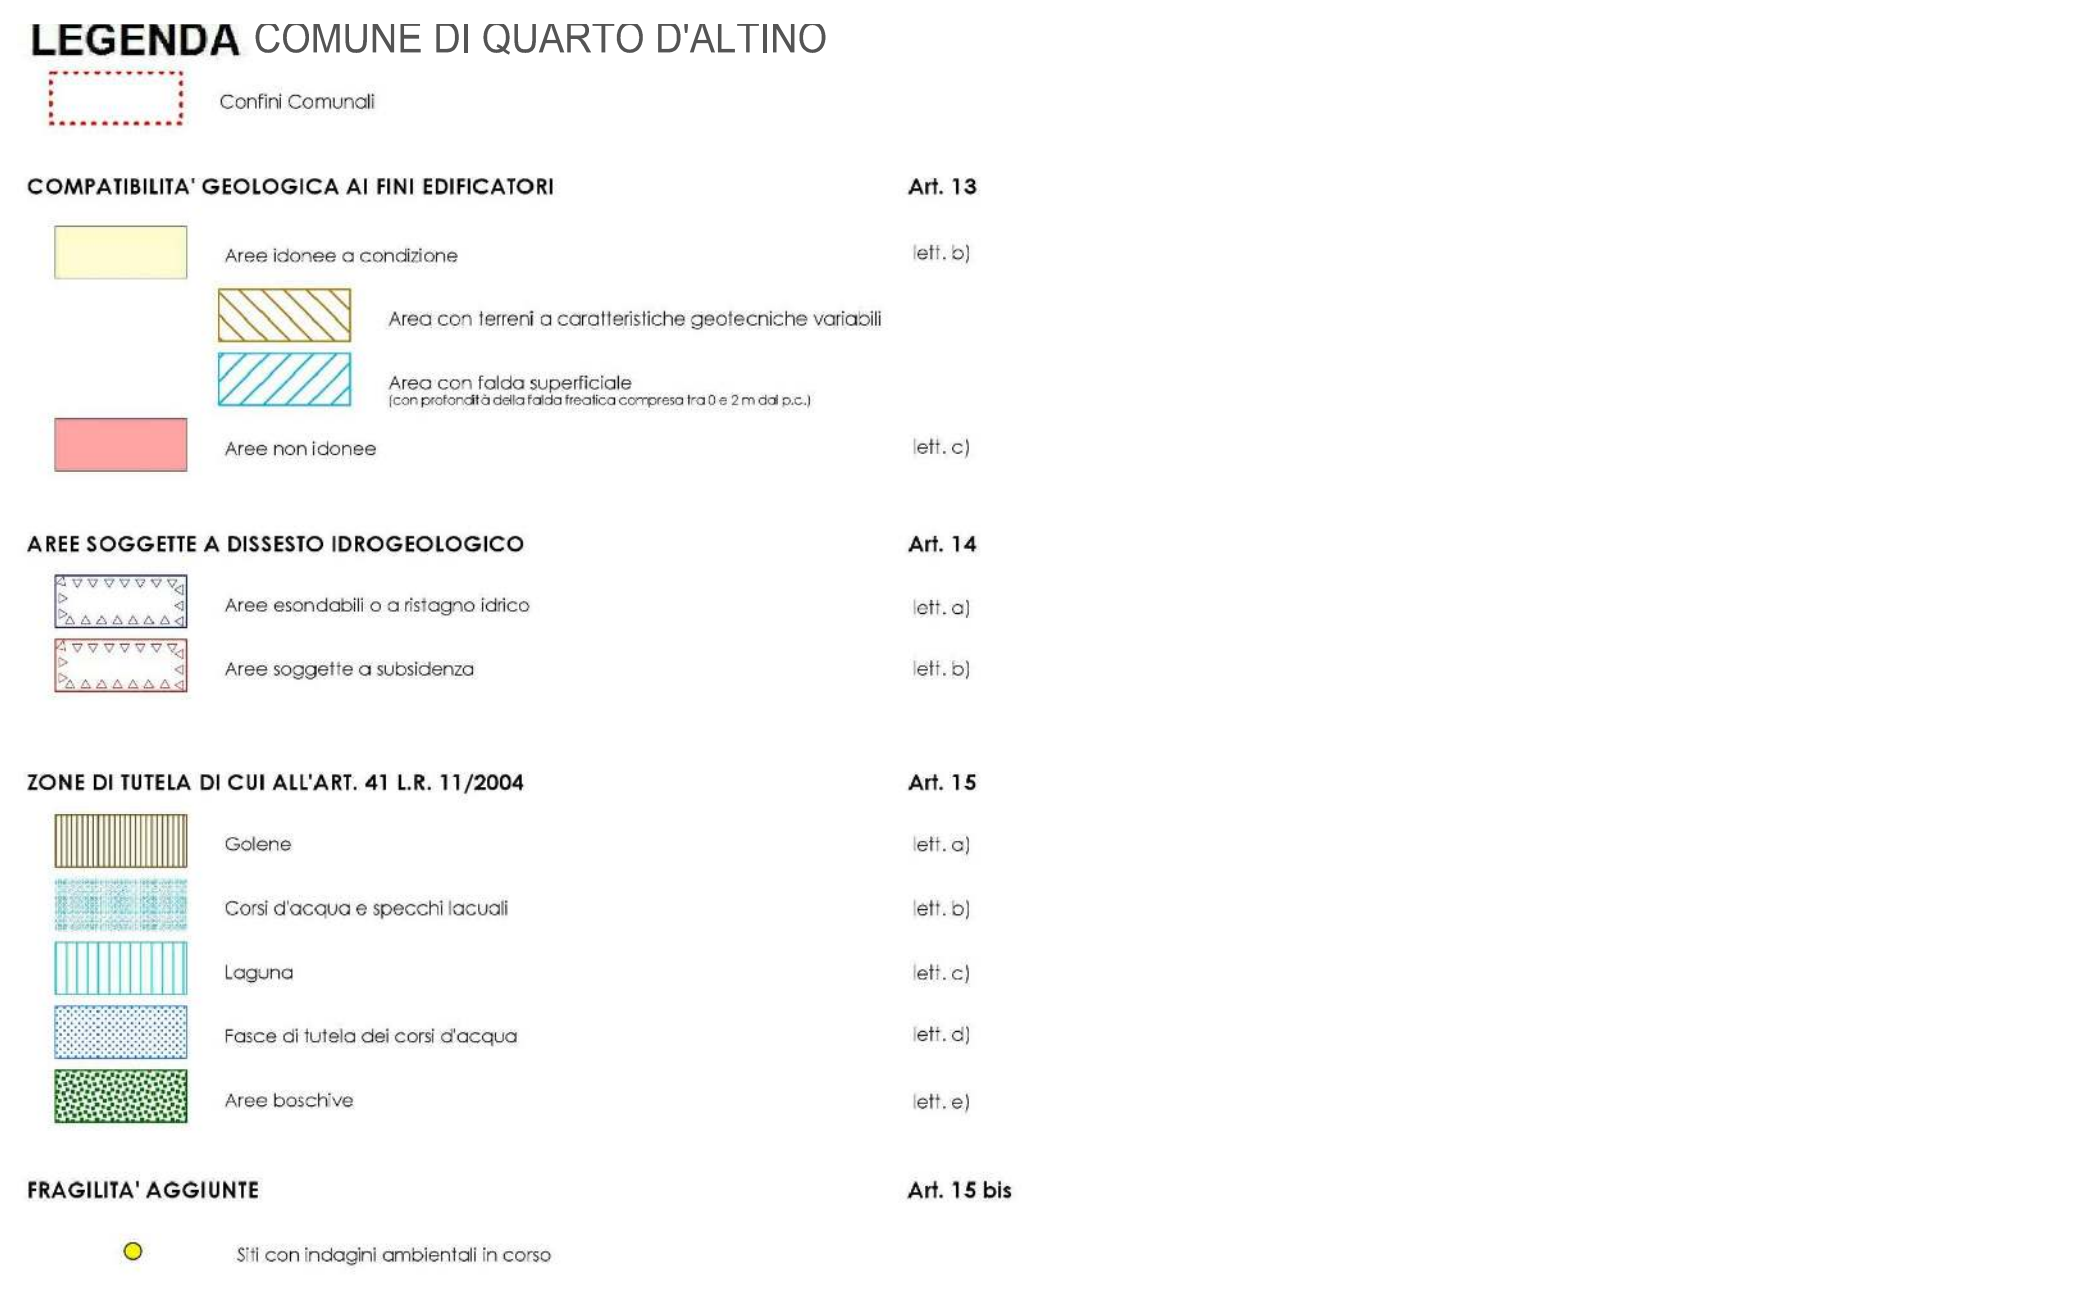 LEGENDA COMUNE DI QUARTO D'ALTINO
Confini Comunali
COMPATIBILITA' GEOLOGICA AI FINI EDIFICATORI Art. 13
Aree idonee a condizione lett. b)
Area con terreni a caratteristiche geotecniche variabili
Area con falda superficiale
(con profondità della falda freatica compresa tra 0 e 2 m dal p.c.)
Aree non idonee lett. c)
AREE SOGGETTE A DISSESTO IDROGEOLOGICO Art. 14
Aree esondabili o a ristagno idrico lett. a)
Aree soggette a subsidenza lett. b)
ZONE DI TUTELA DI CUI ALL'ART. 41 L.R. 11/2004 Art. 15
Golene lett. a)
Corsi d'acqua e specchi lacuali lett. b)
Laguna lett. c)
Fasce di tutela dei corsi d'acqua lett. d)
Aree boschive lett. e)
FRAGILITA' AGGIUNTE Art. 15 bis
Siti con indagini ambientali in corso